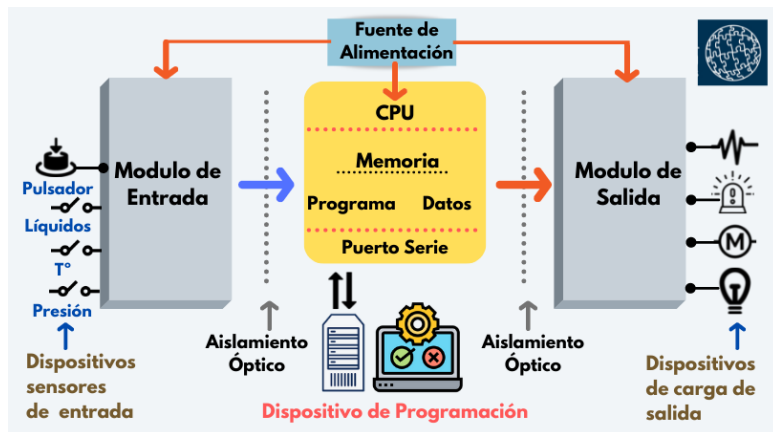 Fuente de
Alimentación
Modulo de
Entrada
CPU
Memoria
Programa Datos
Puerto Serie
Modulo de
Salida
Pulsador
Líquidos
T°
Presión
M
Aislamiento
Óptico
Aislamiento
Óptico
Dispositivos
sensores
de entrada
Dispositivo de Programación
Dispositivos
de carga de
salida